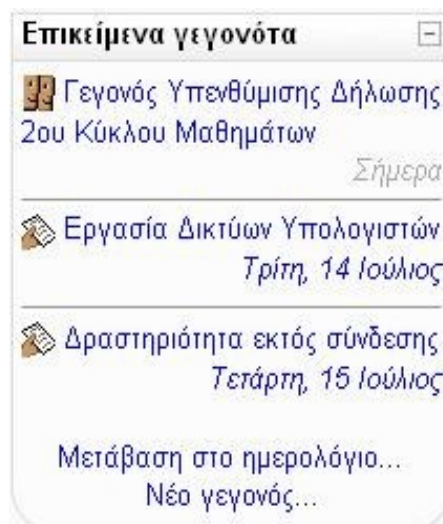 Επικείμενα γεγονότα
Γεγονός Υπενθύμισης Δήλωσης
2ου Κύκλου Μαθημάτων
Σήμερα
Εργασία Δικτύων Υπολογιστών
Τρίτη, 14 Ιούλιος
Δραστηριότητα εκτός σύνδεσης
Τετάρτη, 15 Ιούλιος
Μετάβαση στο ημερολόγιο...
Νέο γεγονός...